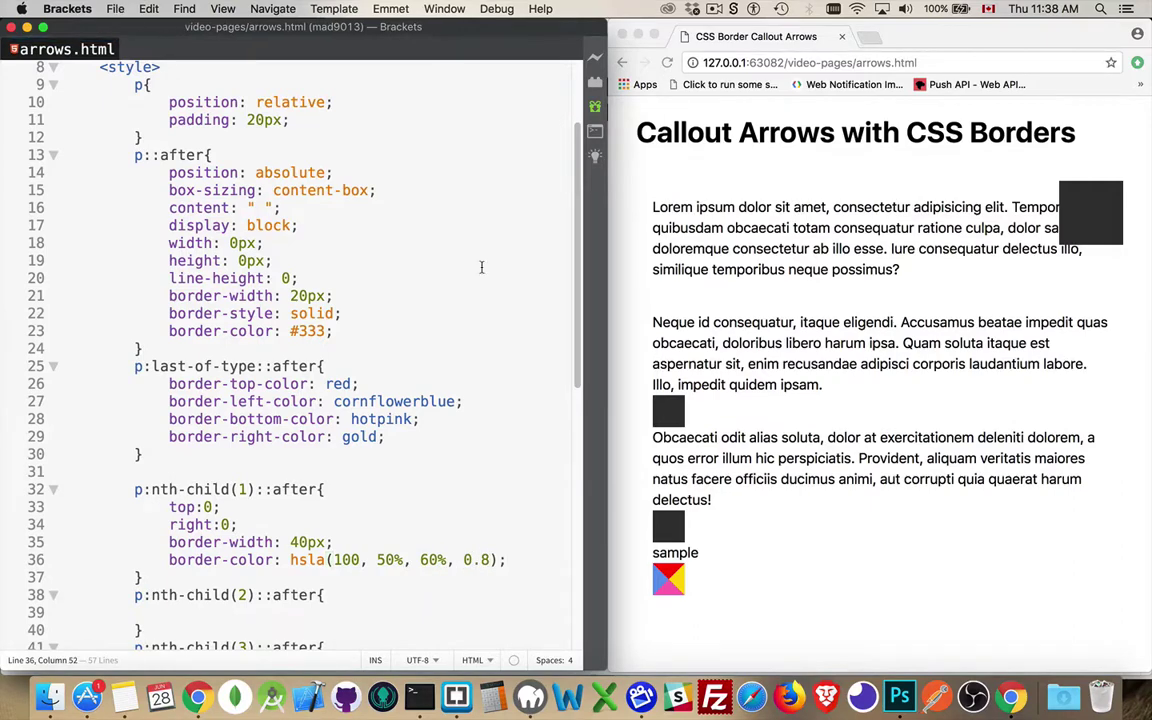 Brackets File Edit Find View Navigate Template Emmet Window Debug Help
100% Thu 11:38 AM
video-pages/arrows.html (mad9013) — Brackets
arrows.html
8 <style>
9 p{
10 position: relative;
11 padding: 20px;
12 }
13 p::after{
14 position: absolute;
15 box-sizing: content-box;
16 content: " ";
17 display: block;
18 width: 0px;
19 height: 0px;
20 line-height: 0;
21 border-width: 20px;
22 border-style: solid;
23 border-color: #333;
24 }
25 p:last-of-type::after{
26 border-top-color: red;
27 border-left-color: cornflowerblue;
28 border-bottom-color: hotpink;
29 border-right-color: gold;
30 }
31
32 p:nth-child(1)::after{
33 top:0;
34 right:0;
35 border-width: 40px;
36 border-color: hsla(100, 50%, 60%, 0.8);
37 }
38 p:nth-child(2)::after{
39
40 }
41 p:nth-child(3)::after{
Line 36, Column 52 — 57 Lines
INS UTF-8 HTML Spaces: 4
CSS Border Callout Arrows
127.0.0.1:63082/video-pages/arrows.html
Apps Click to run some s... Web Notification Im... Push API - Web API... »
Callout Arrows with CSS Borders
Lorem ipsum dolor sit amet, consectetur adipisicing elit. Tempor
quibusdam obcaecati totam consequatur ratione culpa, dolor sa
doloremque consectetur ab illo esse. Iure consequatur delectus illo,
similique temporibus neque possimus?
Neque id consequatur, itaque eligendi. Accusamus beatae impedit quas
obcaecati, doloribus libero harum ipsa. Quam soluta itaque est
aspernatur sit, enim recusandae adipisci corporis laudantium labore.
Illo, impedit quidem ipsam.
Obcaecati odit alias soluta, dolor at exercitationem deleniti dolorem, a
quos error illum hic perspiciatis. Provident, aliquam veritatis maiores
natus facere officiis ducimus animi, aut corrupti quia quaerat harum
delectus!
sample
JUN
28
Ps